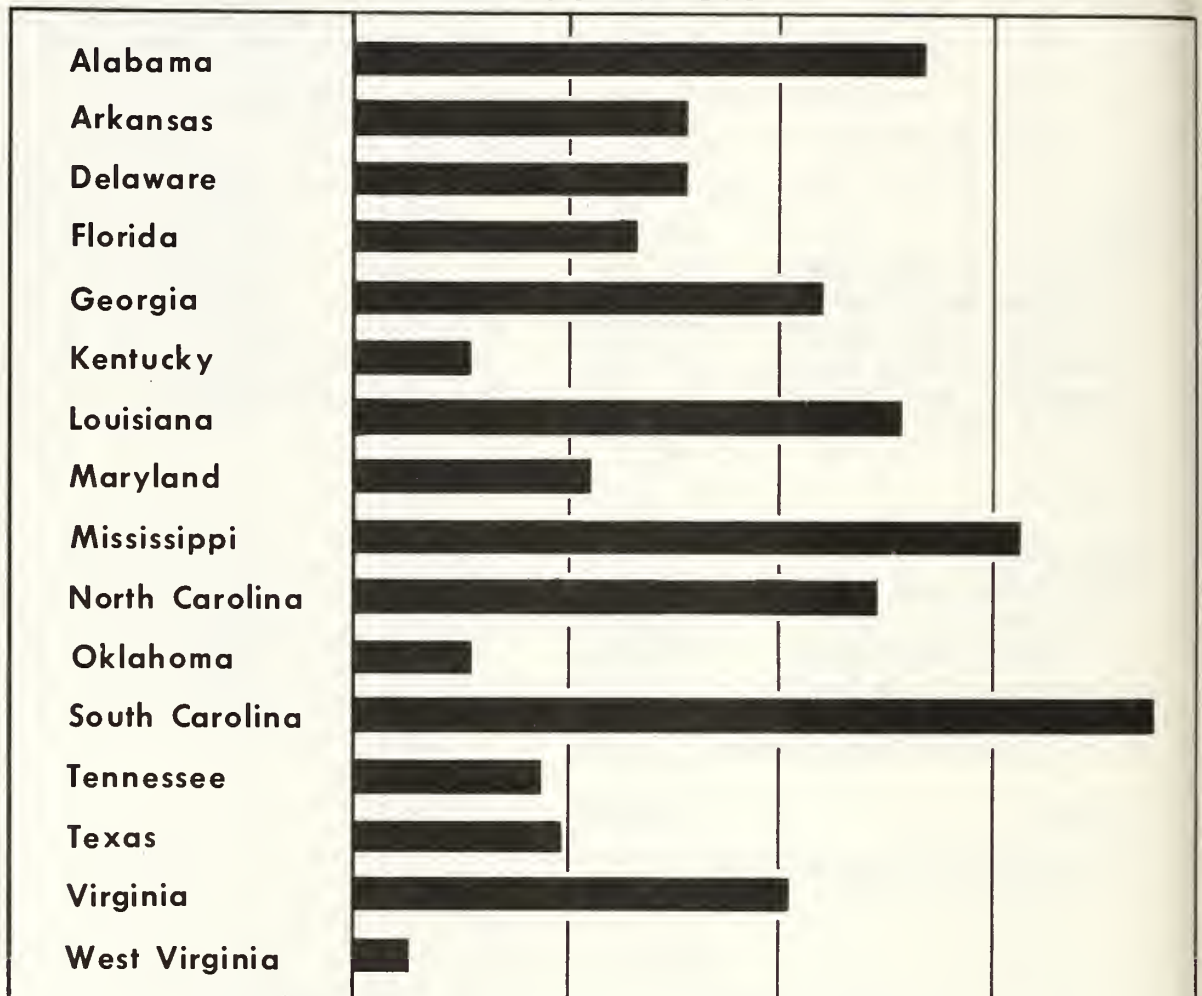 Alabama
Arkansas
Delaware
Florida
Georgia
Kentucky
Louisiana
Maryland
Mississippi
North Carolina
Oklahoma
South Carolina
Tennessee
Texas
Virginia
West Virginia